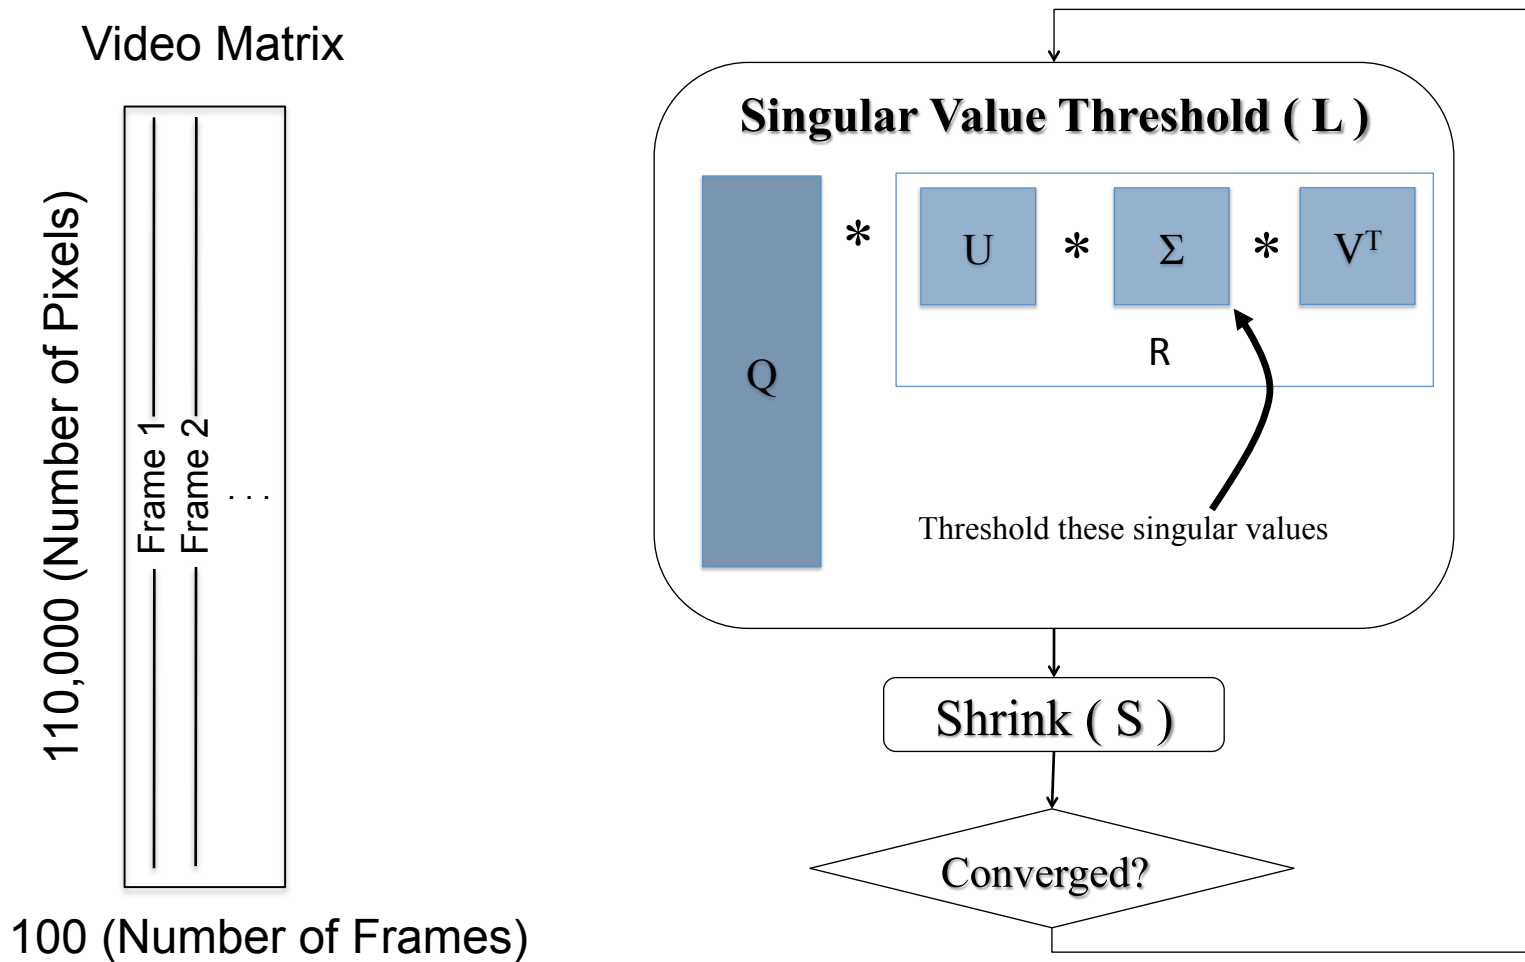 Video Matrix
110,000 (Number of Pixels)
Frame 1
Frame 2
. . .
100 (Number of Frames)
Singular Value Threshold ( L )
Q * U * Σ * Vᵀ
R
Threshold these singular values
Shrink ( S )
Converged?